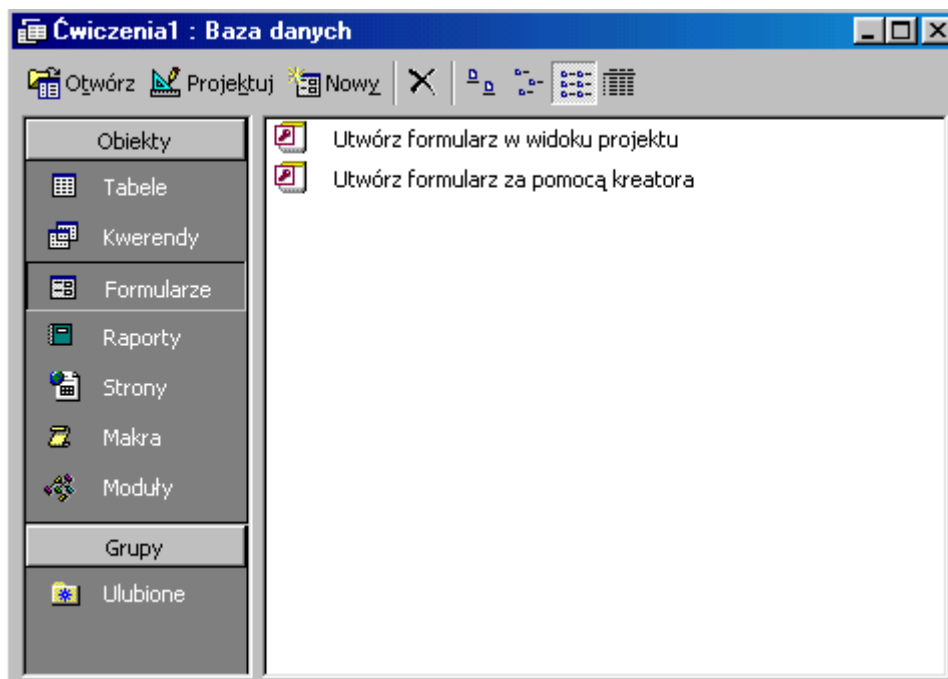 Ćwiczenia1 : Baza danych
Otwórz Projektuj Nowy
Obiekty
Tabele
Kwerendy
Formularze
Raporty
Strony
Makra
Moduły
Grupy
Ulubione
Utwórz formularz w widoku projektu
Utwórz formularz za pomocą kreatora